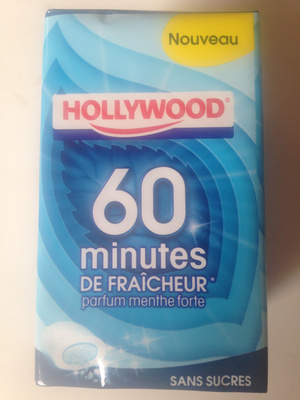 Nouveau
HOLLYWOOD®
60
minutes
DE FRAÎCHEUR*
parfum menthe forte
SANS SUCRES